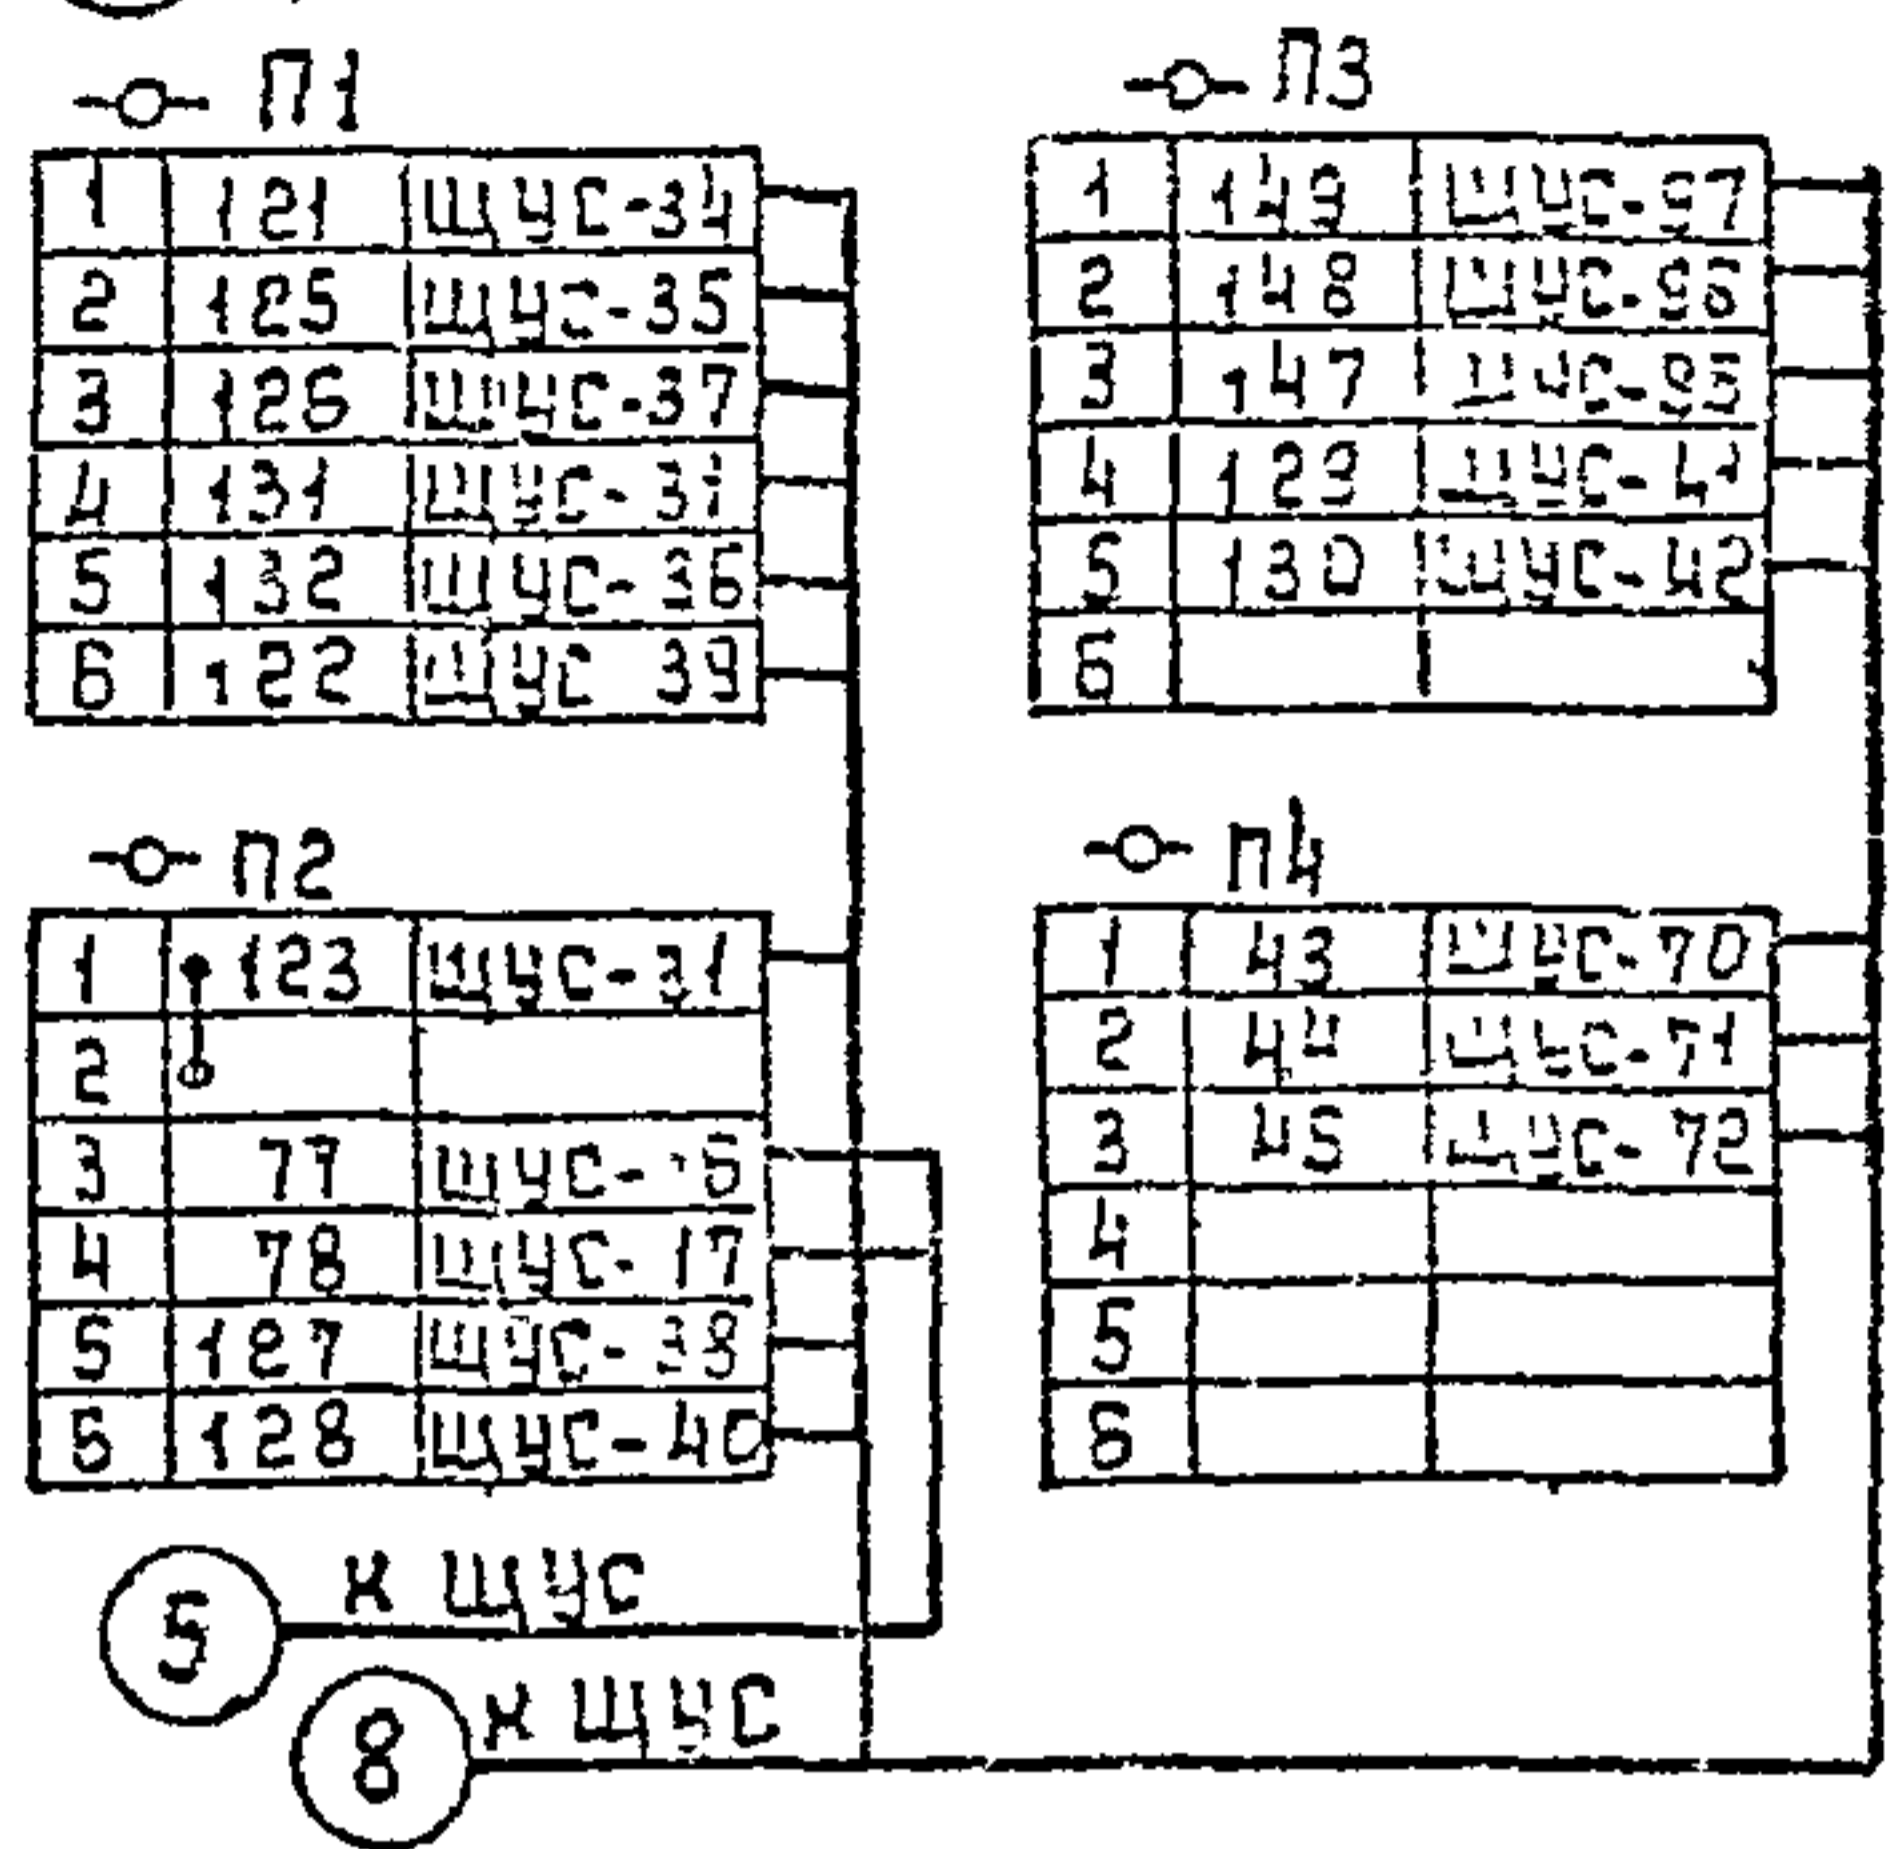 П1
1 121 ЩУС-34
2 125 ЩУС-35
3 126 ЩУС-37
4 131 ЩУС-31
5 132 ЩУС-36
6 122 ЩУС 39
П2
1 123 ЩУС-31
2
3 77
4 78 ЩУС-17
5 127 ЩУС-38
6 128 ЩУС-40
П3
1 149 ЩУС-97
2 148 ЩУС-96
3 147 ЩУС-95
4 129 ЩУС-41
5 130 ЩУС-42
6
П4
1 43 ЩУС-70
2 44 ЩУС-71
3 45 ЩУС-72
4
5
6
5 К ЩУС
8 К ЩУС